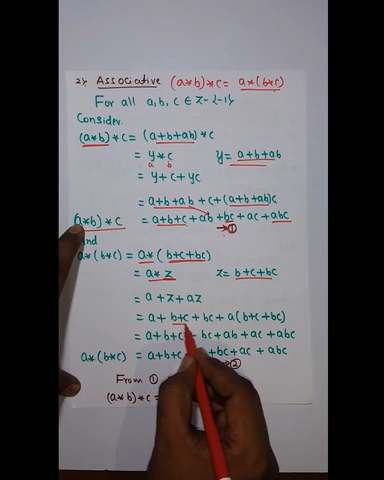 2) Associative (a*b)*c = a*(b*c)
For all a, b, c ∈ Z-{-1}
Consider
(a*b)*c = (a+b+ab)*c
= y*c y = a+b+ab
a b
= y+c+yc
= a+b+ab+c+(a+b+ab)c
a*b)*c = a+b+c+ab+bc+ac+abc
→①
and
a*(b*c) = a*(b+c+bc)
= a*z z = b+c+bc
= a+z+az
= a+b+c+bc+a(b+c+bc)
= a+b+c bc+ab+ac+abc
a*(b*c) = a+b+c +bc+ac+abc
②
From ①
(a*b)*c =